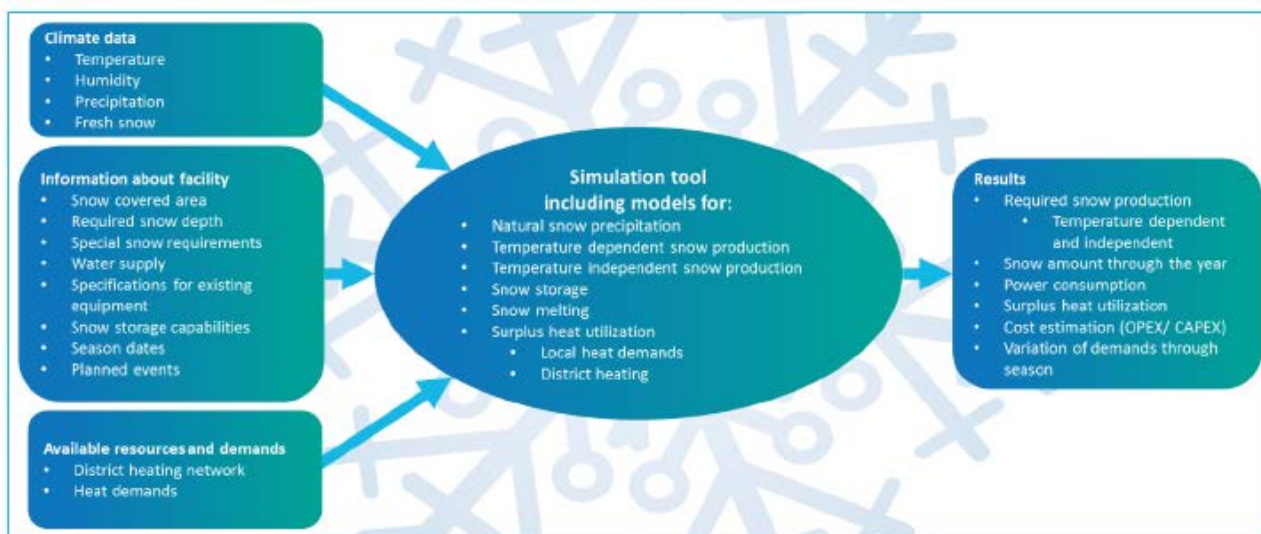 Climate data
• Temperature
• Humidity
• Precipitation
• Fresh snow
Information about facility
• Snow covered area
• Required snow depth
• Special snow requirements
• Water supply
• Specifications for existing
equipment
• Snow storage capabilities
• Season dates
• Planned events
Available resources and demands
• District heating network
• Heat demands
Simulation tool
including models for:
• Natural snow precipitation
• Temperature dependent snow production
• Temperature independent snow production
• Snow storage
• Snow melting
• Surplus heat utilization
• Local heat demands
• District heating
Results
• Required snow production
• Temperature dependent
and independent
• Snow amount through the year
• Power consumption
• Surplus heat utilization
• Cost estimation (OPEX/ CAPEX)
• Variation of demands through
season